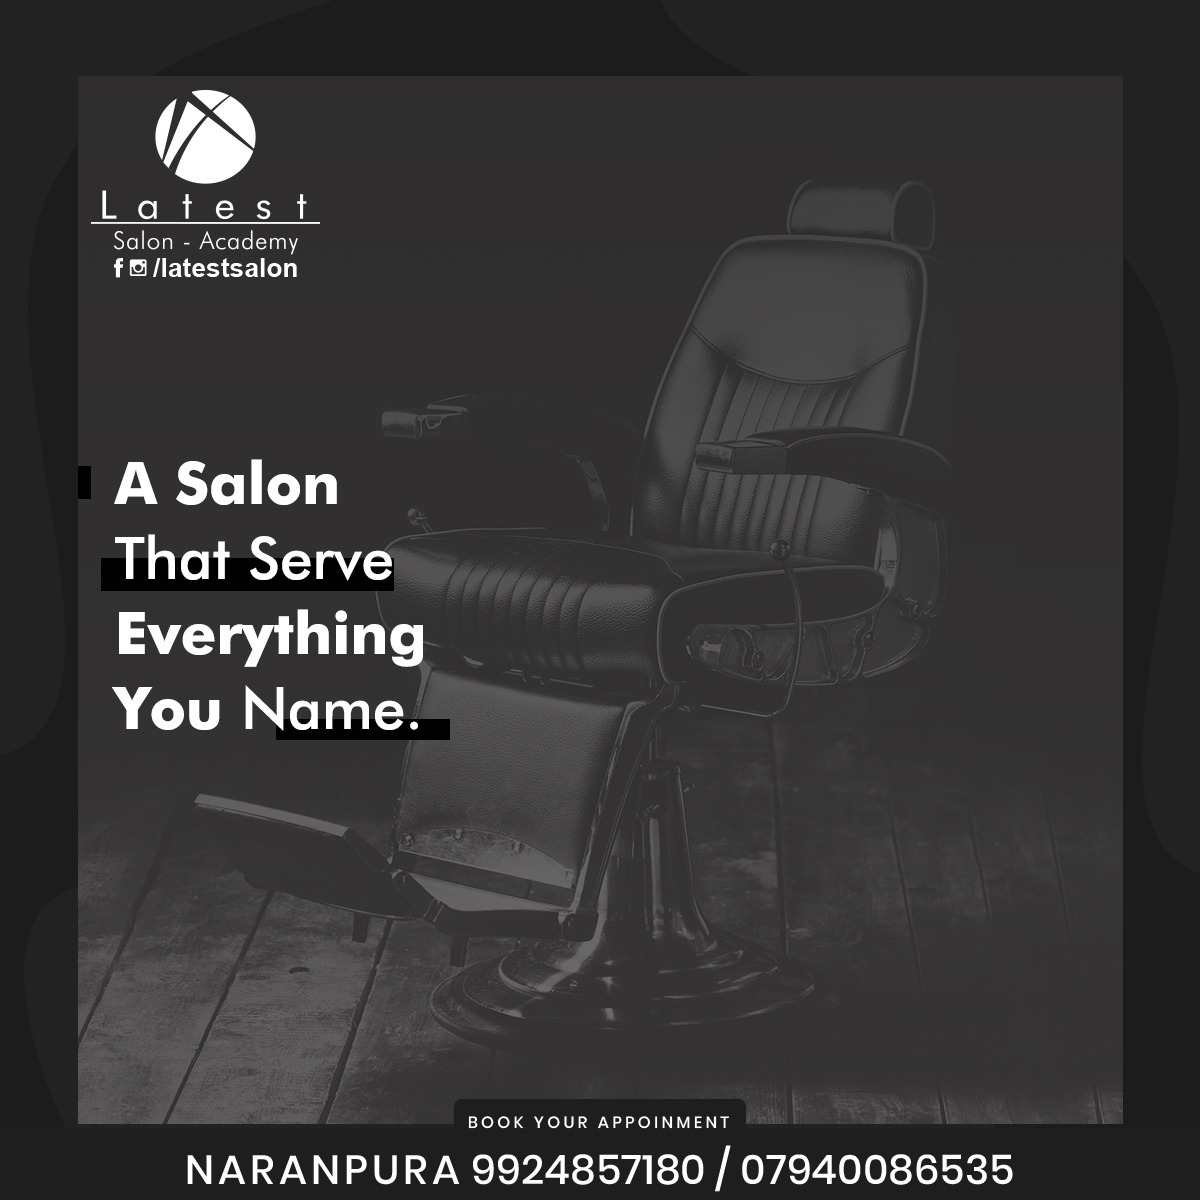 Latest
Salon - Academy
/latestsalon
A Salon
That Serve
Everything
You Name.
BOOK YOUR APPOINMENT
NARANPURA 9924857180 / 07940086535